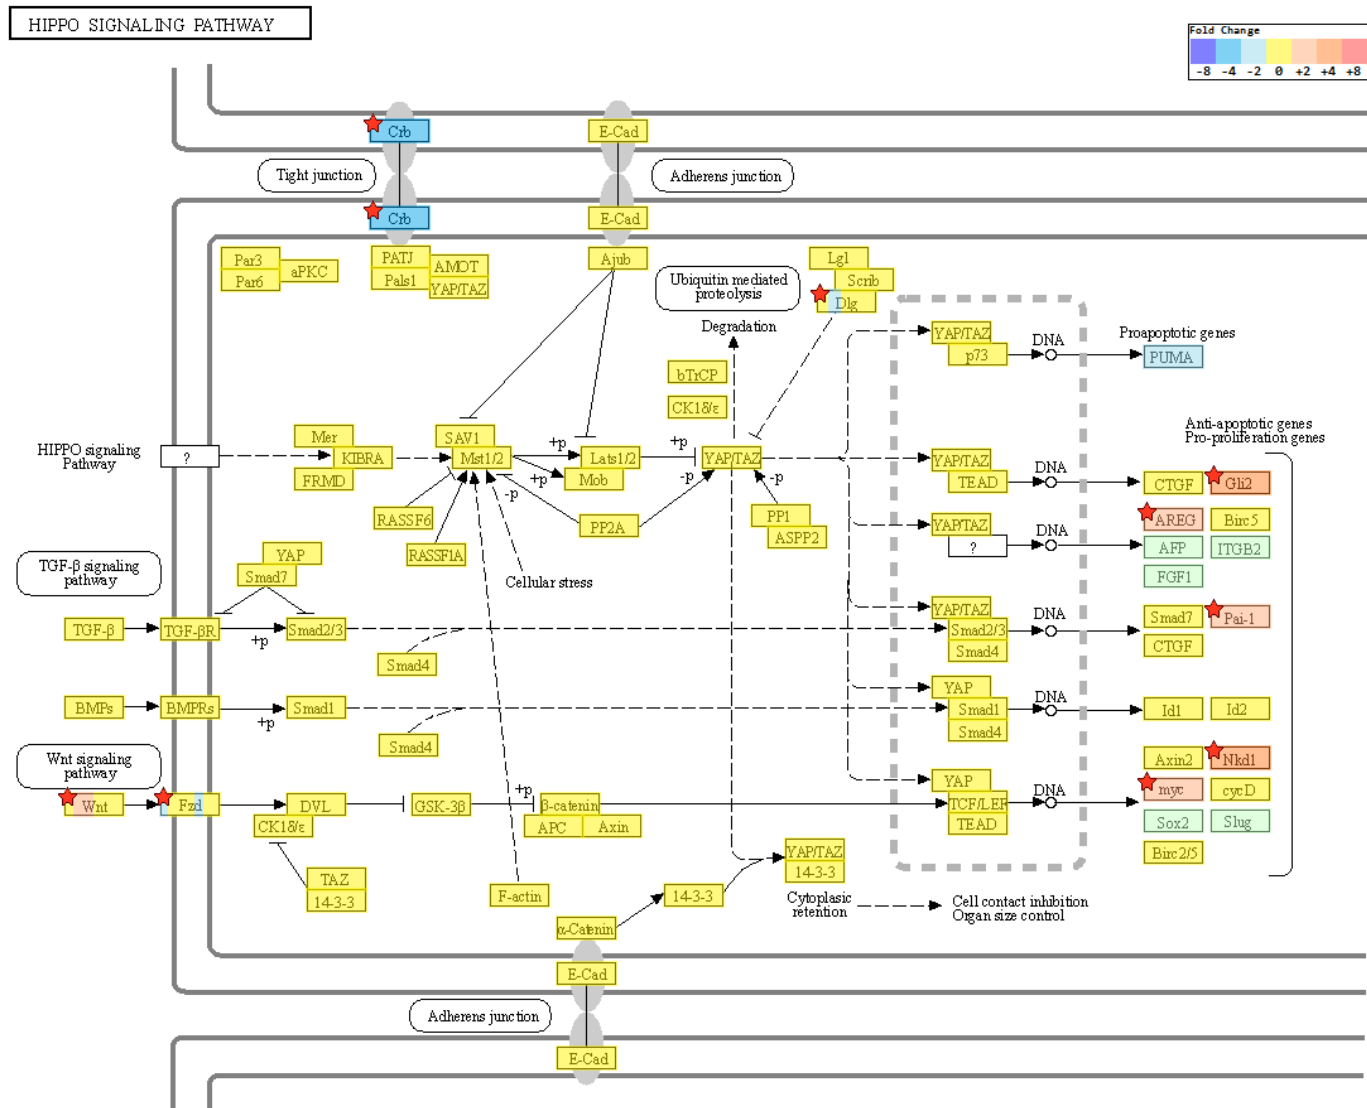 HIPPO SIGNALING PATHWAY
Fold Change
-8 -4 -2 0 +2 +4 +8
Crb
E-Cad
Tight junction
Adherens junction
Crb
E-Cad
Par3
aPKC
Par6
PATJ
AMOT
Pals1
YAP/TAZ
Ajub
Ubiquitin mediated
proteolysis
Lgl
Scrib
Dlg
Degradation
bTrCP
CK1δ/ε
YAP/TAZ
p73
DNA
Proapoptotic genes
PUMA
Anti-apoptotic genes
Pro-proliferation genes
HIPPO signaling
Pathway
?
Mer
KIBRA
FRMD
SAV1
Mst1/2
+p
+p
-p
Lats1/2
Mob
+p
YAP/TAZ
-p
-p
RASSF6
RASSF1A
PP2A
PP1
ASPP2
Cellular stress
YAP/TAZ
TEAD
DNA
CTGF
Gli2
YAP/TAZ
?
DNA
AREG
Birc5
AFP
ITGB2
FGF1
TGF-β signaling
pathway
YAP
Smad7
TGF-β
TGF-βR
+p
Smad2/3
Smad4
YAP/TAZ
Smad2/3
Smad4
DNA
Smad7
Pai-1
CTGF
BMPs
BMPRs
+p
Smad1
Smad4
YAP
Smad1
Smad4
DNA
Id1
Id2
Wnt signaling
pathway
Wnt
Fzd
DVL
CK1δ/ε
GSK-3β
+p
β-catenin
APC
Axin
YAP
TCF/LEF
TEAD
DNA
Axin2
Nkd1
myc
cycD
Sox2
Slug
Birc2/5
TAZ
14-3-3
F-actin
14-3-3
YAP/TAZ
14-3-3
Cytoplasic
retention
Cell contact inhibition
Organ size control
α-Catenin
E-Cad
Adherens junction
E-Cad